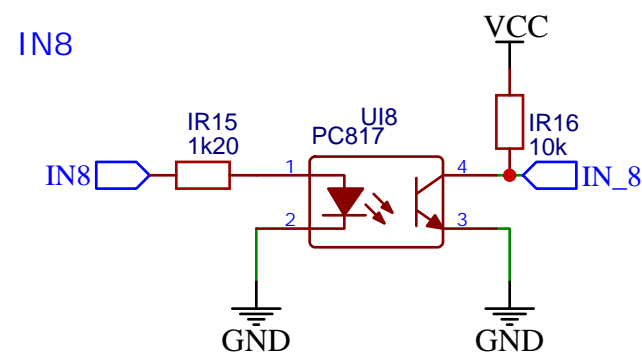 IN8
VCC
UI8
IR15
PC817
IR16
1k20
10k
1
4
IN8
IN_8
2
3
GND
GND